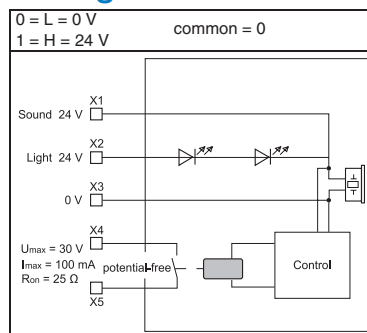 0 = L = 0 V
1 = H = 24 V
common = 0
X1
Sound 24 V
X2
Light 24 V
X3
0 V
X4
Umax = 30 V
Imax = 100 mA
Ron = 25 Ω
potential-free
Control
X5